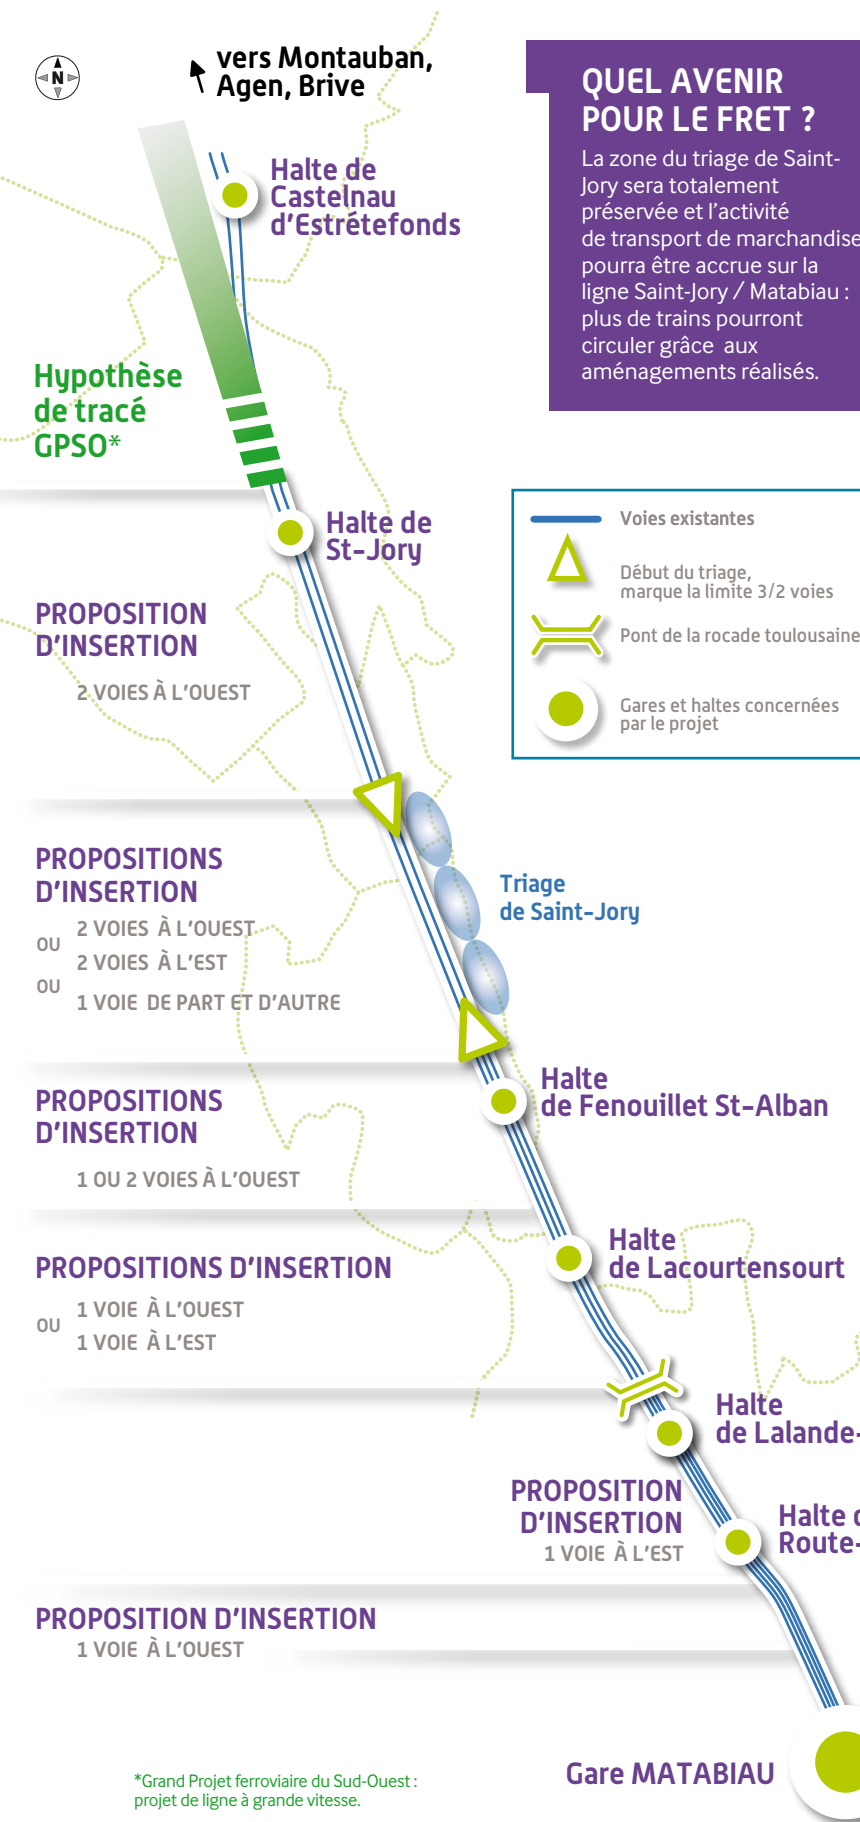 N
vers Montauban,
Agen, Brive
QUEL AVENIR
POUR LE FRET ?
La zone du triage de Saint-
Jory sera totalement
préservée et l'activité
de transport de marchandise
pourra être accrue sur la
ligne Saint-Jory / Matabiau :
plus de trains pourront
circuler grâce aux
aménagements réalisés.
Halte de
Castelnau
d'Estrétefonds
Hypothèse
de tracé
GPSO*
Halte de
St-Jory
Voies existantes
Début du triage,
marque la limite 3/2 voies
Pont de la rocade toulousaine
Gares et haltes concernées
par le projet
PROPOSITION
D'INSERTION
2 VOIES À L'OUEST
PROPOSITIONS
D'INSERTION
2 VOIES À L'OUEST
OU
2 VOIES À L'EST
OU
1 VOIE DE PART ET D'AUTRE
Triage
de Saint-Jory
PROPOSITIONS
D'INSERTION
1 OU 2 VOIES À L'OUEST
Halte
de Fenouillet St-Alban
PROPOSITIONS D'INSERTION
1 VOIE À L'OUEST
OU
1 VOIE À L'EST
Halte
de Lacourtensourt
Halte
de Lalande-
PROPOSITION
D'INSERTION
1 VOIE À L'EST
Halte
Route-
PROPOSITION D'INSERTION
1 VOIE À L'OUEST
Gare MATABIAU
*Grand Projet ferroviaire du Sud-Ouest :
projet de ligne à grande vitesse.